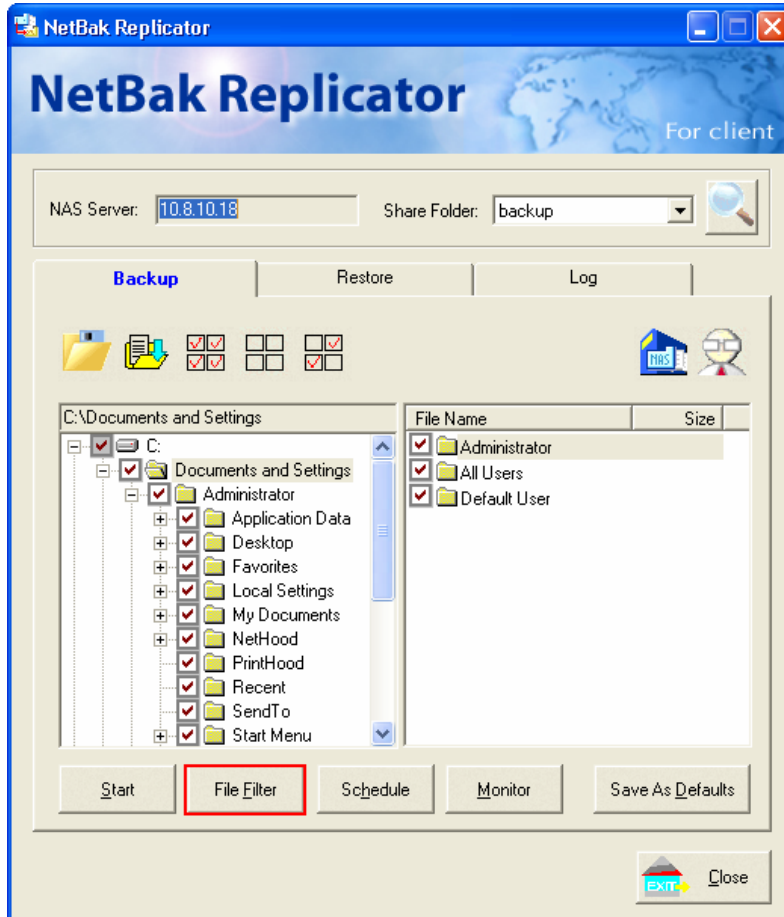 NetBak Replicator
NetBak Replicator
For client
NAS Server: 10.8.10.18 Share Folder: backup
Backup Restore Log
NAS
C:\Documents and Settings
File Name Size
C:
Documents and Settings
Administrator
Application Data
Desktop
Favorites
Local Settings
My Documents
NetHood
PrintHood
Recent
SendTo
Start Menu
Administrator
All Users
Default User
Start File Filter Schedule Monitor Save As Defaults
EXIT Close